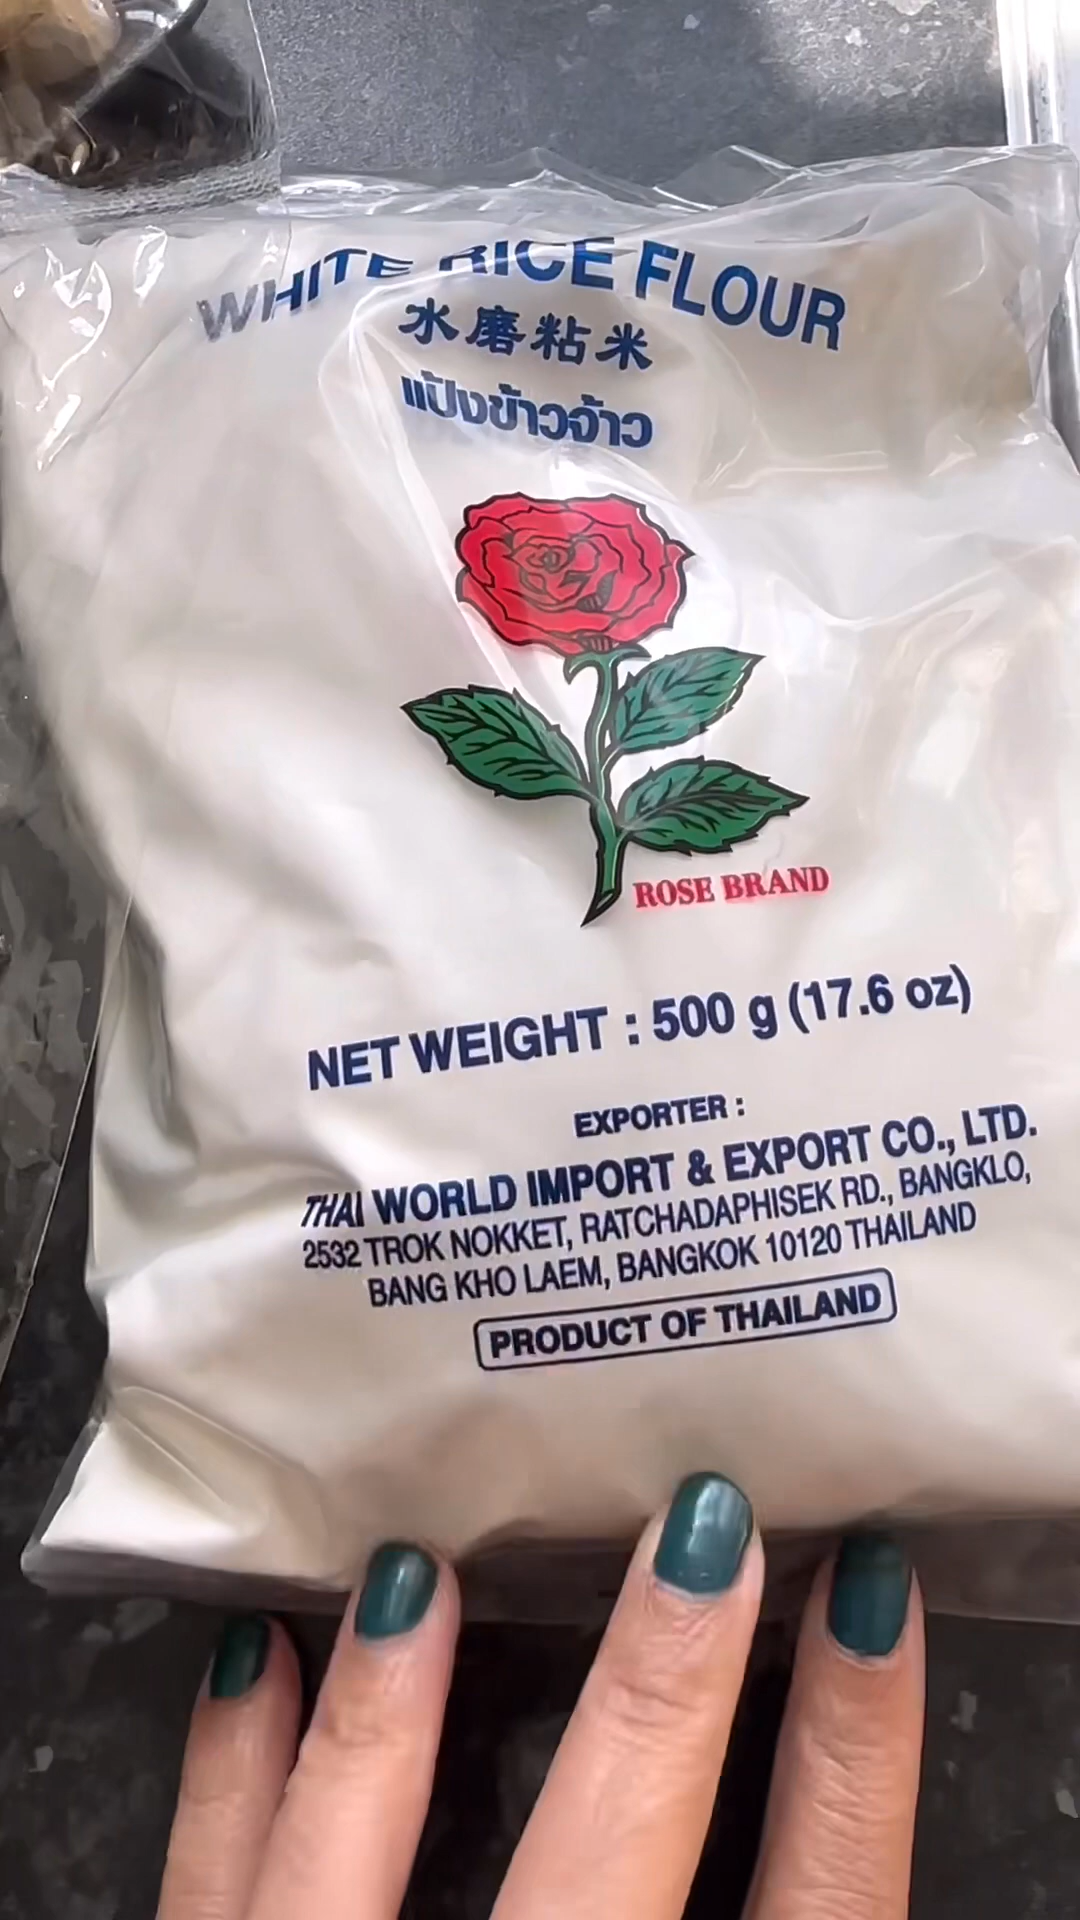 WHITE RICE FLOUR
水磨粘米
แป้งข้าวจ้าว
ROSE BRAND
NET WEIGHT : 500 g (17.6 oz)
EXPORTER :
THAI WORLD IMPORT & EXPORT CO., LTD.
2532 TROK NOKKET, RATCHADAPHISEK RD., BANGKLO,
BANG KHO LAEM, BANGKOK 10120 THAILAND
PRODUCT OF THAILAND